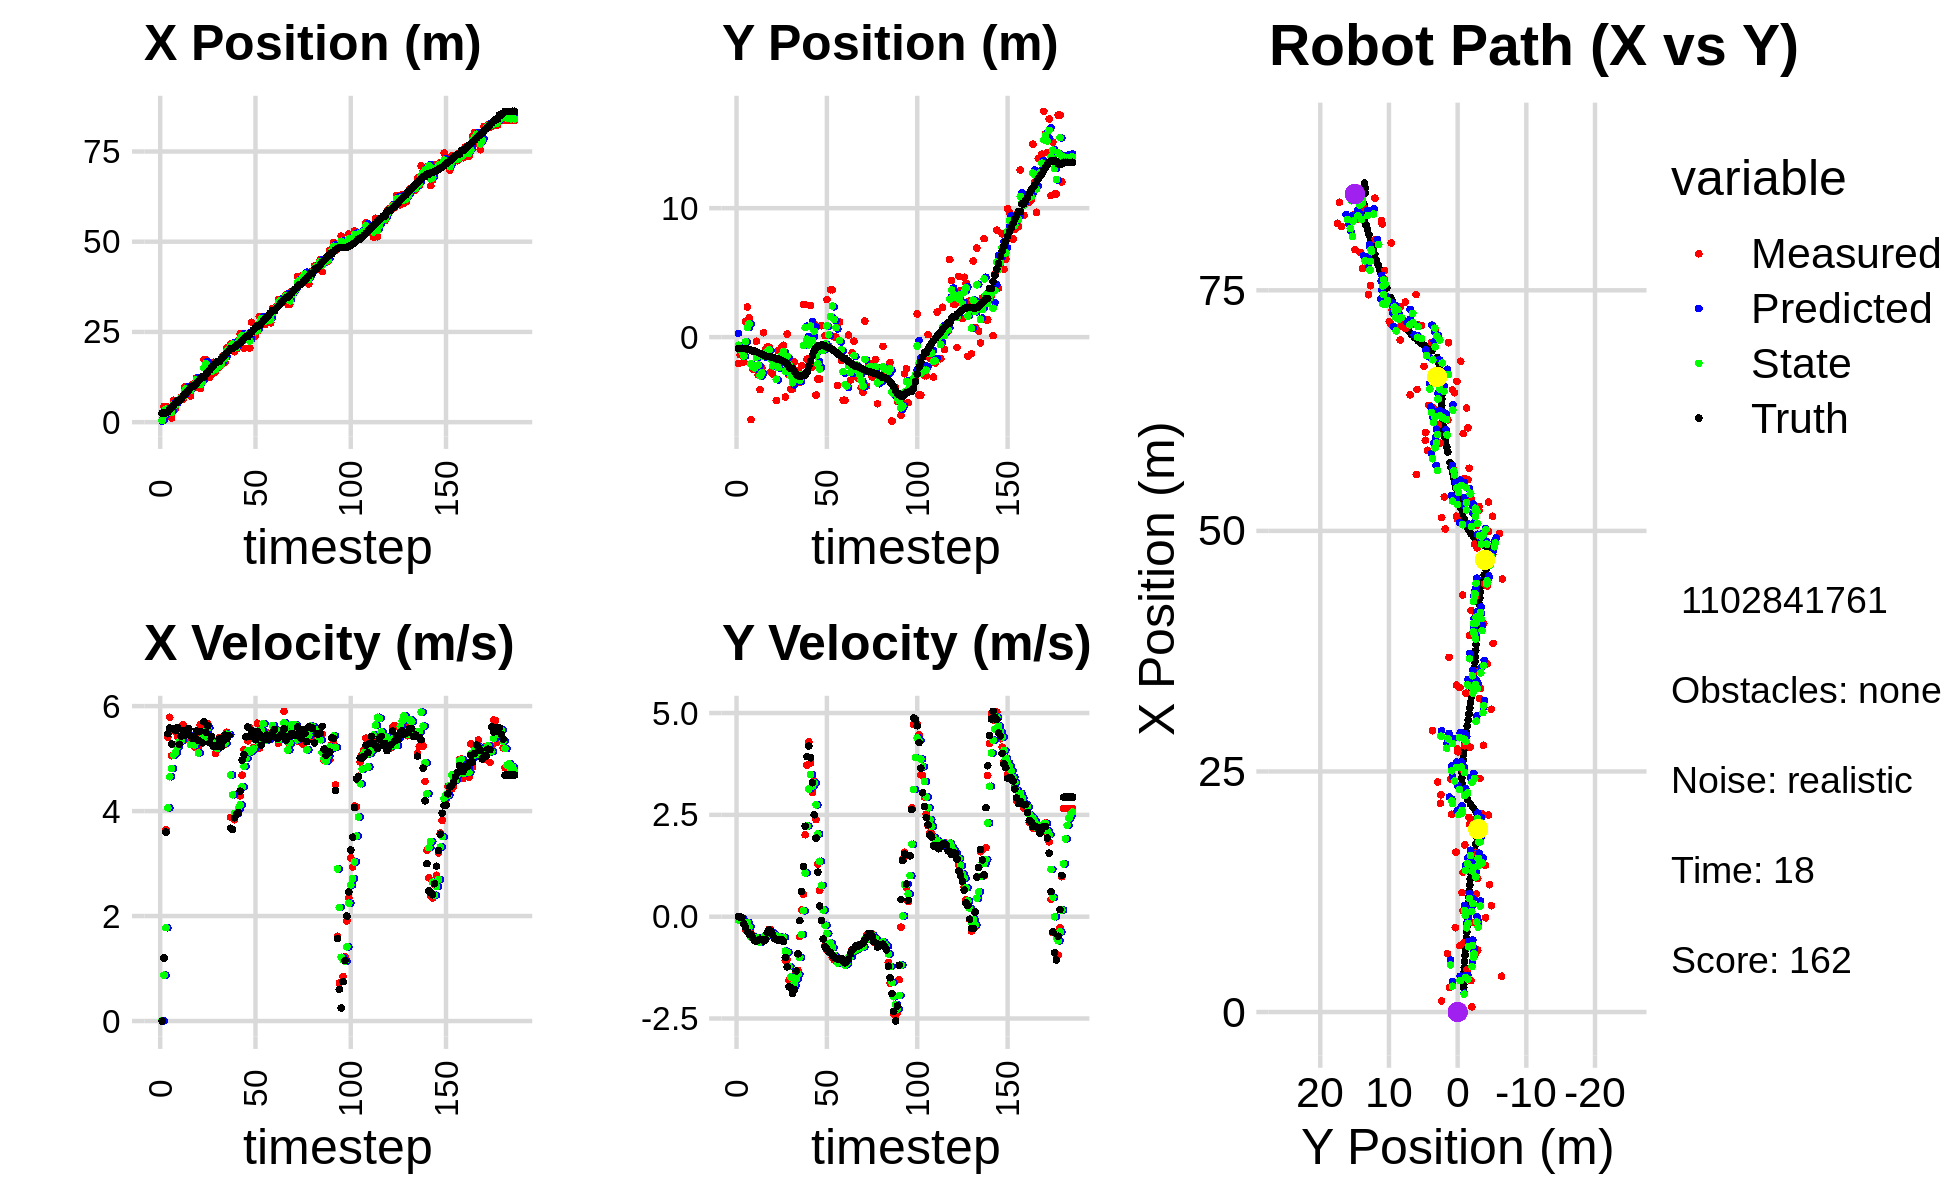 X Position (m)
75
50
25
0
0
50
100
150
timestep
Y Position (m)
10
0
0
50
100
150
timestep
X Velocity (m/s)
6
4
2
0
0
50
100
150
timestep
Y Velocity (m/s)
5.0
2.5
0.0
-2.5
0
50
100
150
timestep
Robot Path (X vs Y)
X Position (m)
75
50
25
0
20 10 0 -10 -20
Y Position (m)
variable
Measured
Predicted
State
Truth
1102841761
Obstacles: none
Noise: realistic
Time: 18
Score: 162